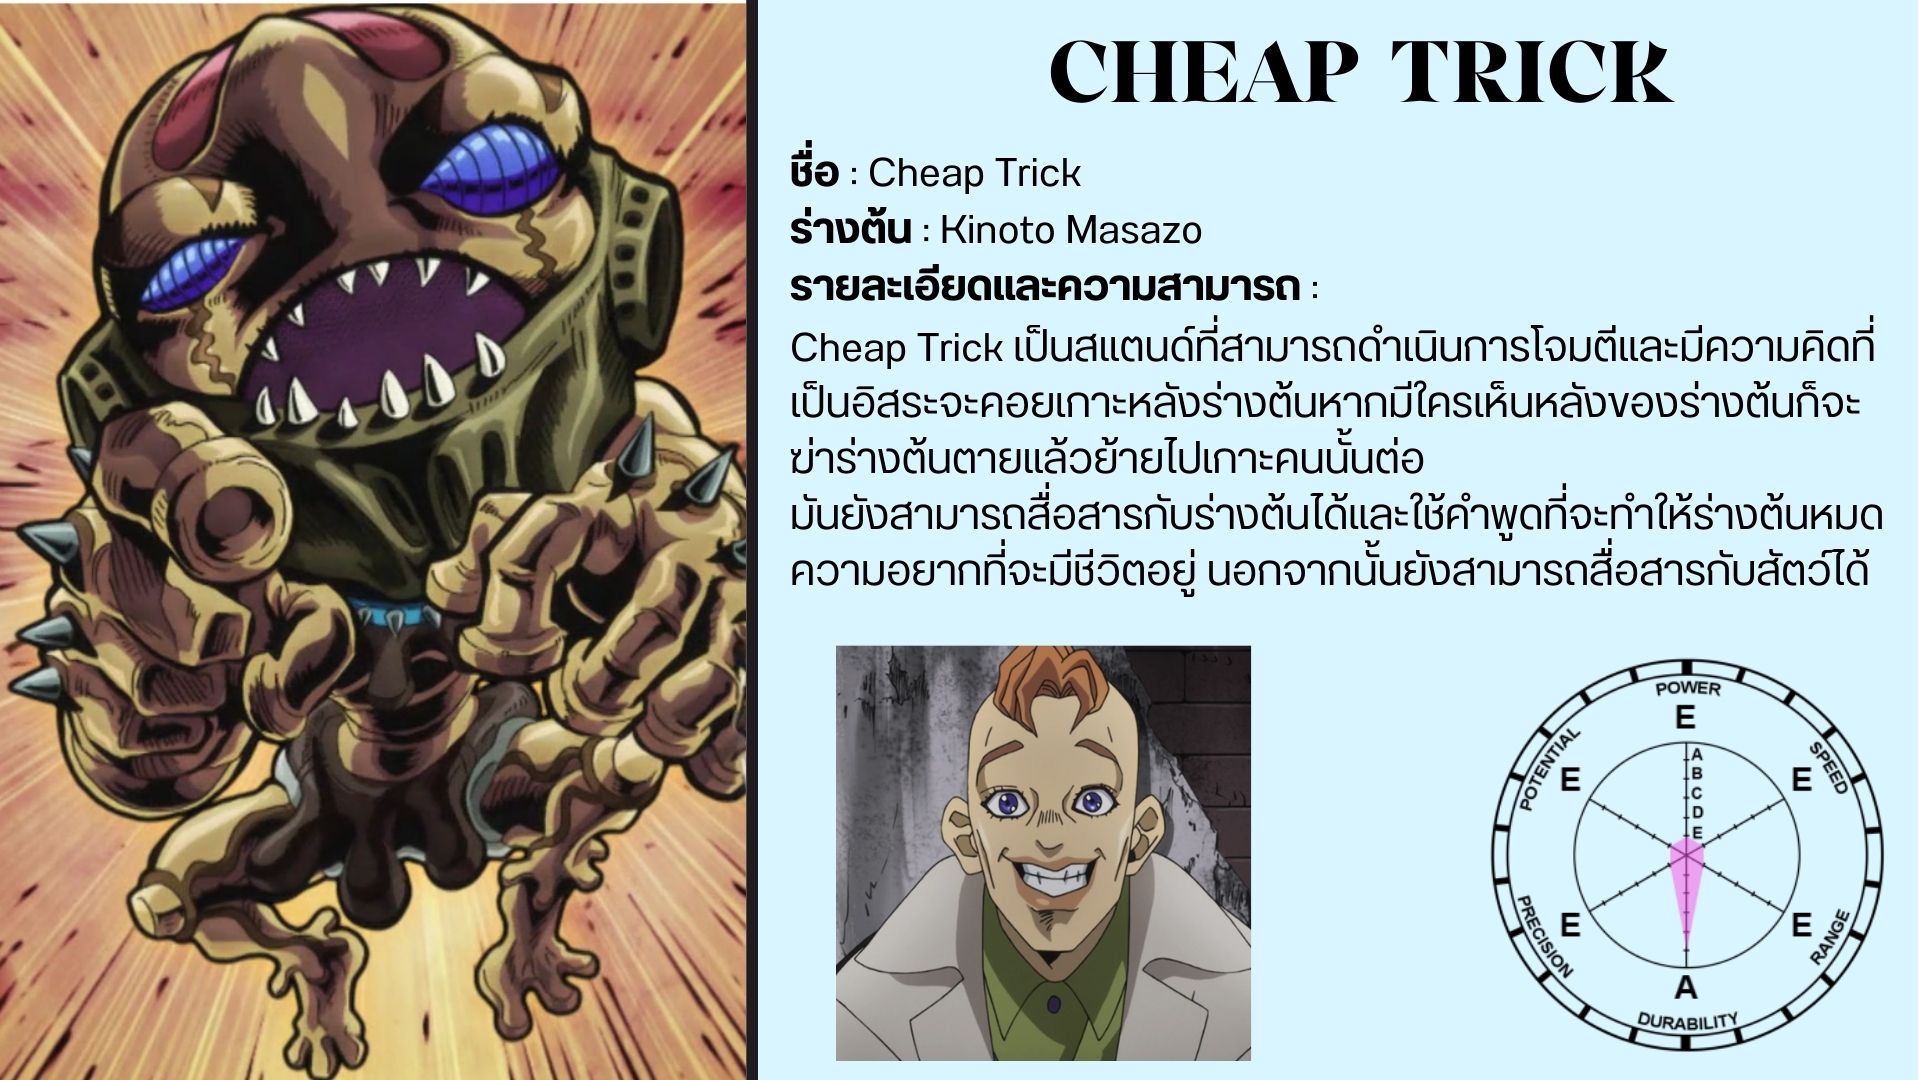 CHEAP TRICK
ชื่อ : Cheap Trick
ร่างต้น : Kinoto Masazo
รายละเอียดและความสามารถ :
Cheap Trick เป็นสแตนด์ที่สามารถดำเนินการโจมตีและมีความคิดที่
เป็นอิสระจะคอยเกาะหลังร่างต้นหากมีใครเห็นหลังของร่างต้นก็จะ
ฆ่าร่างต้นตายแล้วย้ายไปเกาะคนนั้นต่อ
มันยังสามารถสื่อสารกับร่างต้นได้และใช้คำพูดที่จะทำให้ร่างต้นหมด
ความอยากที่จะมีชีวิตอยู่ นอกจากนั้นยังสามารถสื่อสารกับสัตว์ได้
POWER
E
POTENTIAL
E
SPEED
E
A
B
C
D
E
PRECISION
E
RANGE
E
A
DURABILITY